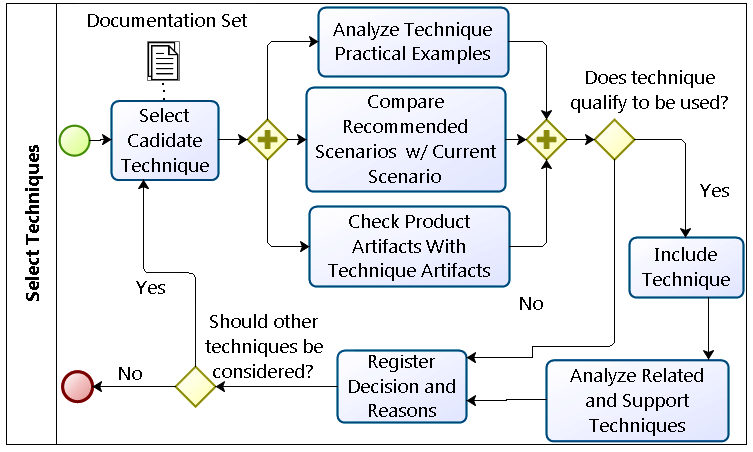 Select Techniques
Documentation Set
Select
Cadidate
Technique
Analyze Technique
Practical Examples
Compare
Recommended
Scenarios w/ Current
Scenario
Check Product
Artifacts With
Technique Artifacts
Does technique
qualify to be used?
Yes
Include
Technique
No
Analyze Related
and Support
Techniques
Register
Decision and
Reasons
Should other
techniques be
considered?
Yes
No